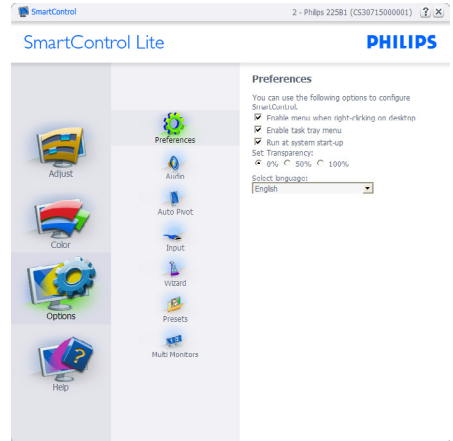 SmartControl
2 - Philips 225B1 (CS30715000001)
? ×
SmartControl Lite
PHILIPS
Adjust
Color
Options
Help
Preferences
Audio
Auto Pivot
Input
Wizard
Presets
Multi Monitors
Preferences
You can use the following options to configure
SmartControl.
Enable menu when right-clicking on desktop
Enable task tray menu
Run at system start-up
Set Transparency:
0% 50% 100%
Select language:
English